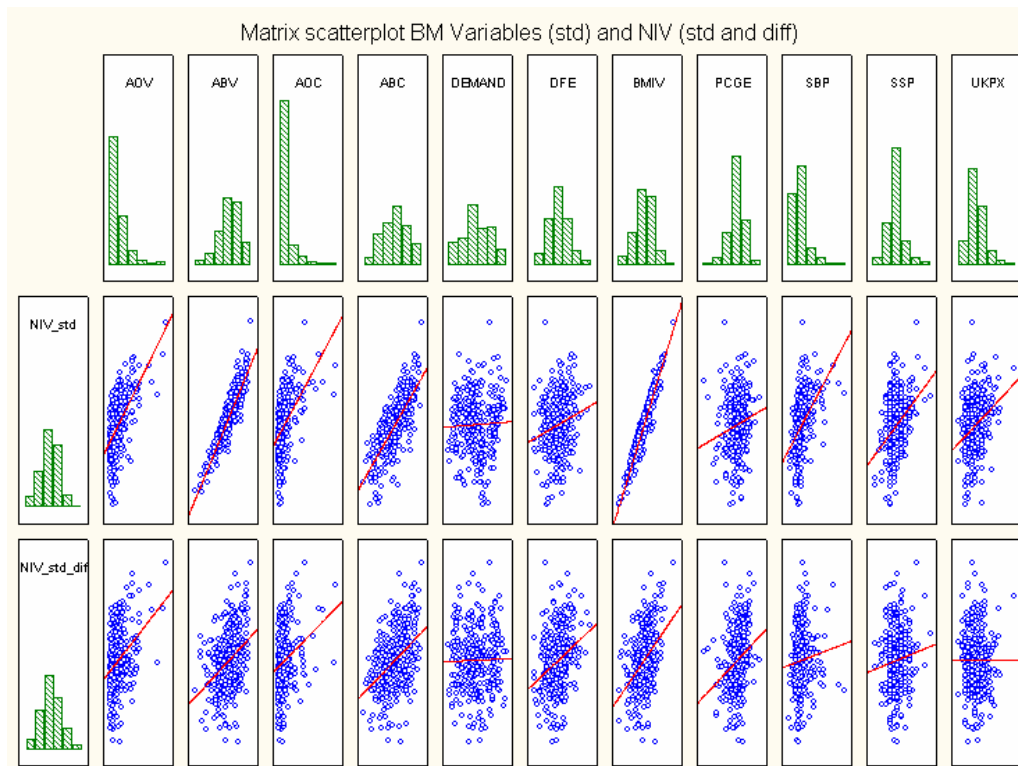 Matrix scatterplot BM Variables (std) and NIV (std and diff)
AOV ABV AOC ABC DEMAND DFE BMIV PCGE SBP SSP UKPX
NIV_std
NIV_std_dif